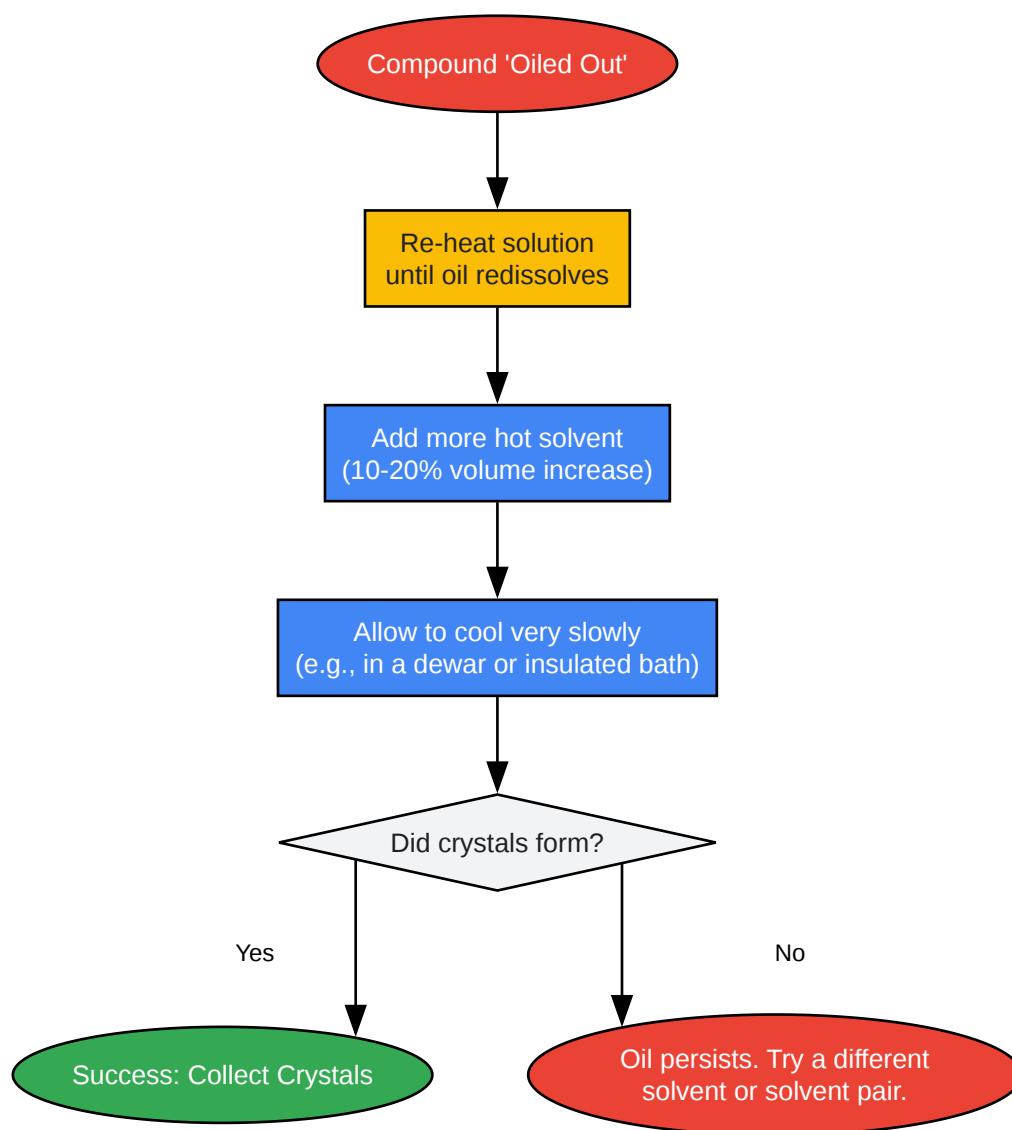 Compound 'Oiled Out'
Re-heat solution
until oil redissolves
Add more hot solvent
(10-20% volume increase)
Allow to cool very slowly
(e.g., in a dewar or insulated bath)
Did crystals form?
Yes
No
Success: Collect Crystals
Oil persists. Try a different
solvent or solvent pair.